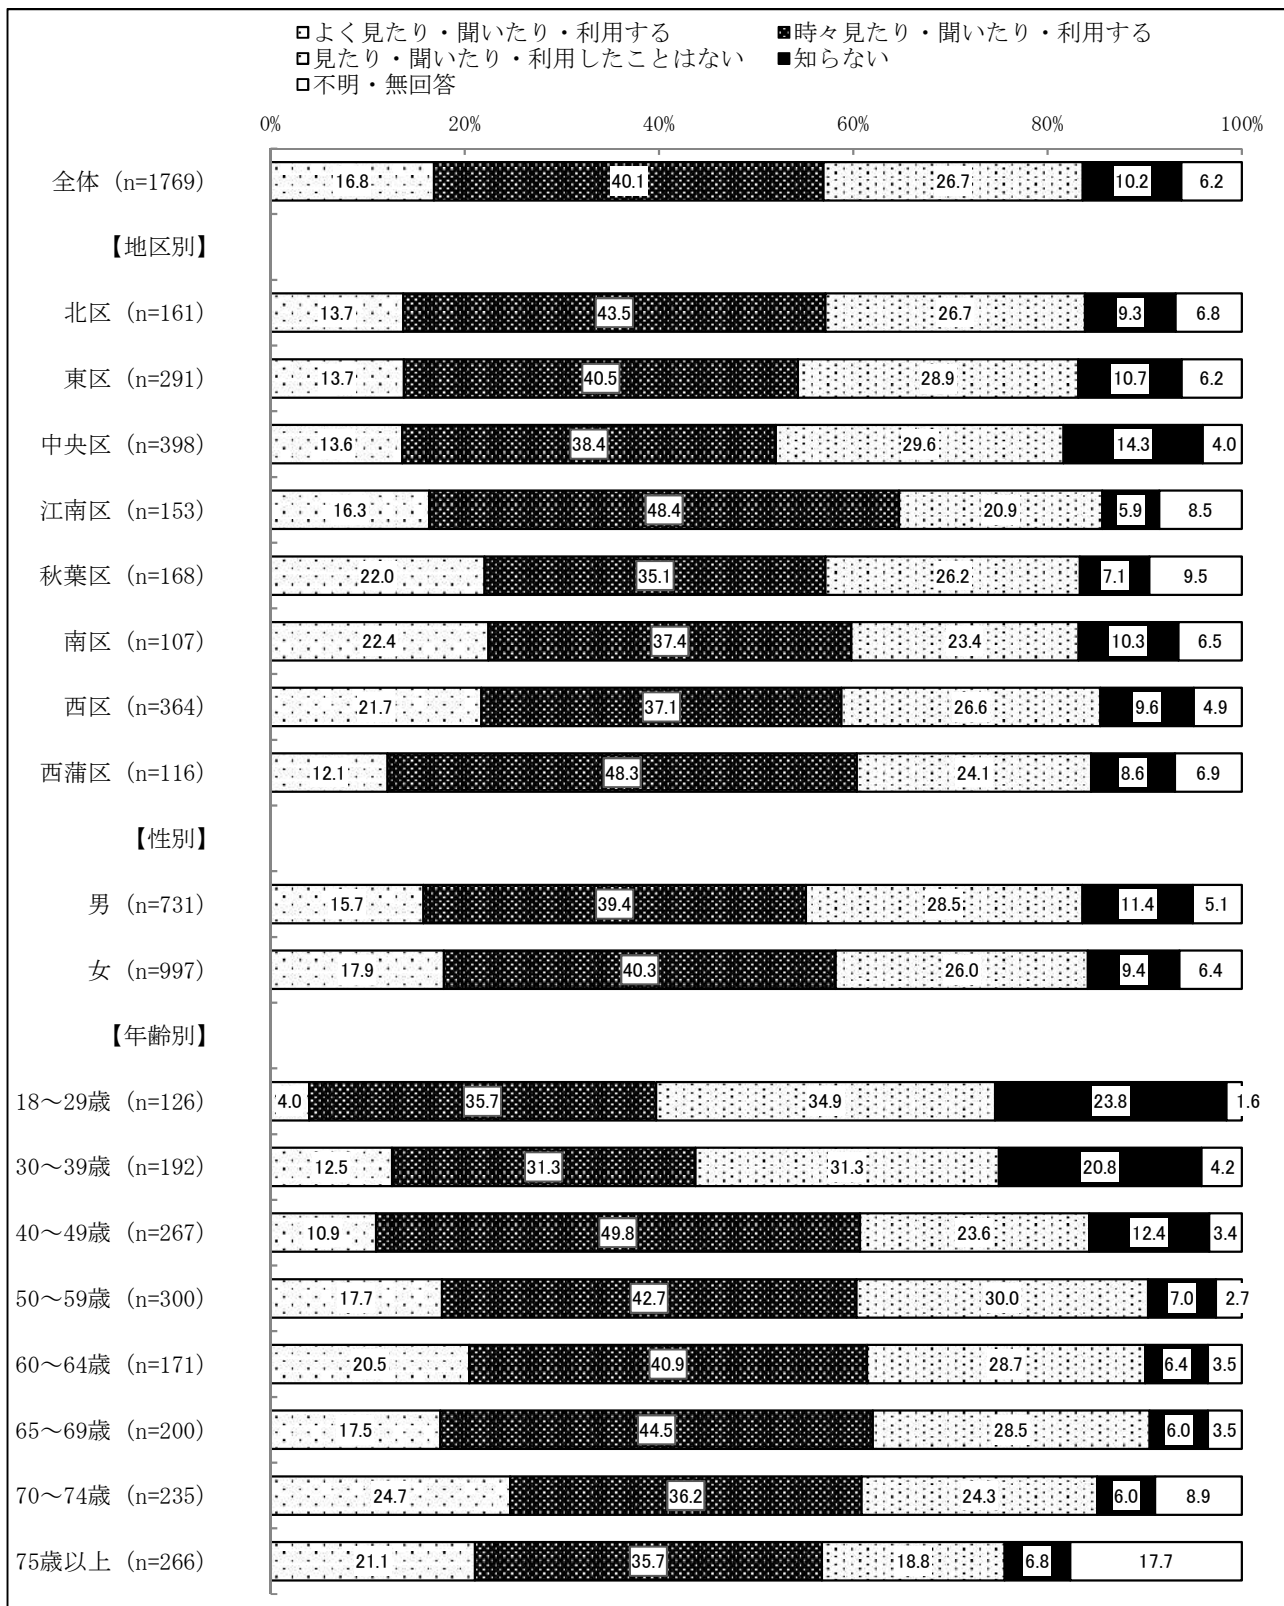 □よく見たり・聞いたり・利用する ■時々見たり・聞いたり・利用する
□見たり・聞いたり・利用したことはない ■知らない
□不明・無回答
0% 20% 40% 60% 80% 100%
全体 (n=1769) 16.8 40.1 26.7 10.2 6.2
【地区別】
北区 (n=161) 13.7 43.5 26.7 9.3 6.8
東区 (n=291) 13.7 40.5 28.9 10.7 6.2
中央区 (n=398) 13.6 38.4 29.6 14.3 4.0
江南区 (n=153) 16.3 48.4 20.9 5.9 8.5
秋葉区 (n=168) 22.0 35.1 26.2 7.1 9.5
南区 (n=107) 22.4 37.4 23.4 10.3 6.5
西区 (n=364) 21.7 37.1 26.6 9.6 4.9
西蒲区 (n=116) 12.1 48.3 24.1 8.6 6.9
【性別】
男 (n=731) 15.7 39.4 28.5 11.4 5.1
女 (n=997) 17.9 40.3 26.0 9.4 6.4
【年齢別】
18～29歳 (n=126) 4.0 35.7 34.9 23.8 1.6
30～39歳 (n=192) 12.5 31.3 31.3 20.8 4.2
40～49歳 (n=267) 10.9 49.8 23.6 12.4 3.4
50～59歳 (n=300) 17.7 42.7 30.0 7.0 2.7
60～64歳 (n=171) 20.5 40.9 28.7 6.4 3.5
65～69歳 (n=200) 17.5 44.5 28.5 6.0 3.5
70～74歳 (n=235) 24.7 36.2 24.3 6.0 8.9
75歳以上 (n=266) 21.1 35.7 18.8 6.8 17.7